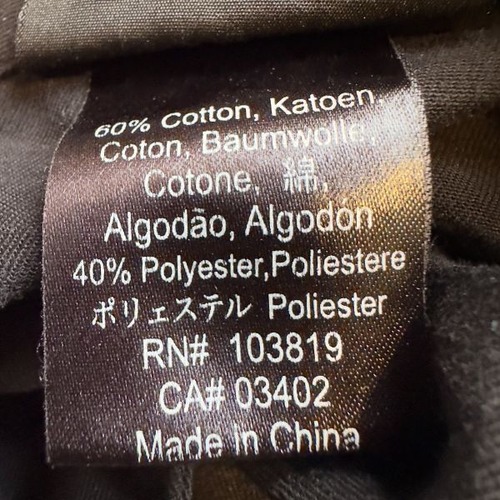 60% Cotton, Katoen,
Coton, Baumwolle,
Cotone, 綿,
Algodão, Algodón
40% Polyester,Poliestere
ポリェステル Poliester
RN# 103819
CA# 03402
Made In China